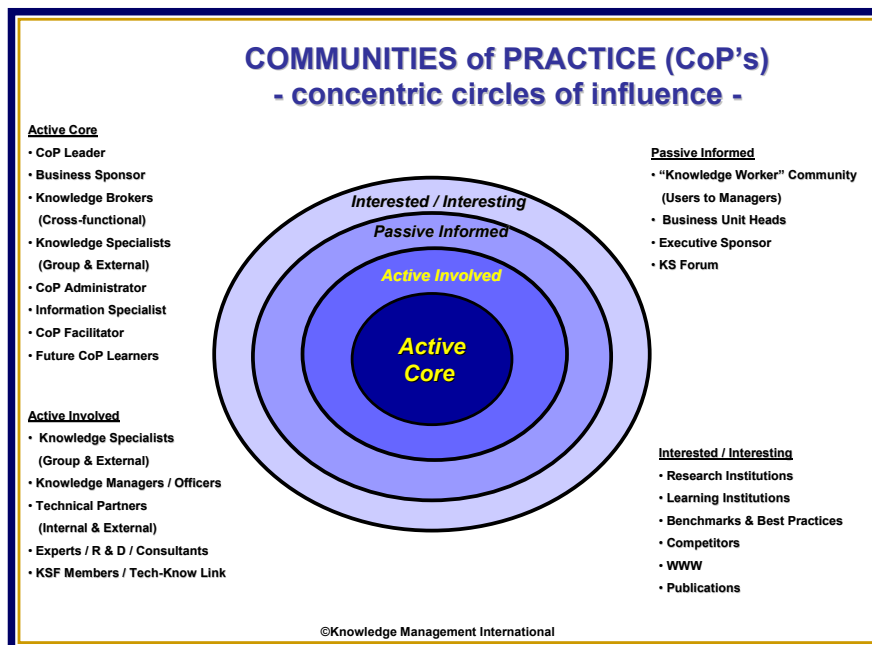 COMMUNITIES of PRACTICE (CoP's)
- concentric circles of influence -
Active Core
• CoP Leader
• Business Sponsor
• Knowledge Brokers
(Cross-functional)
• Knowledge Specialists
(Group & External)
• CoP Administrator
• Information Specialist
• CoP Facilitator
• Future CoP Learners
Active Involved
• Knowledge Specialists
(Group & External)
• Knowledge Managers / Officers
• Technical Partners
(Internal & External)
• Experts / R & D / Consultants
• KSF Members / Tech-Know Link
Interested / Interesting
Passive Informed
Active Involved
Active
Core
Passive Informed
• “Knowledge Worker” Community
(Users to Managers)
• Business Unit Heads
• Executive Sponsor
• KS Forum
Interested / Interesting
• Research Institutions
• Learning Institutions
• Benchmarks & Best Practices
• Competitors
• WWW
• Publications
©Knowledge Management International